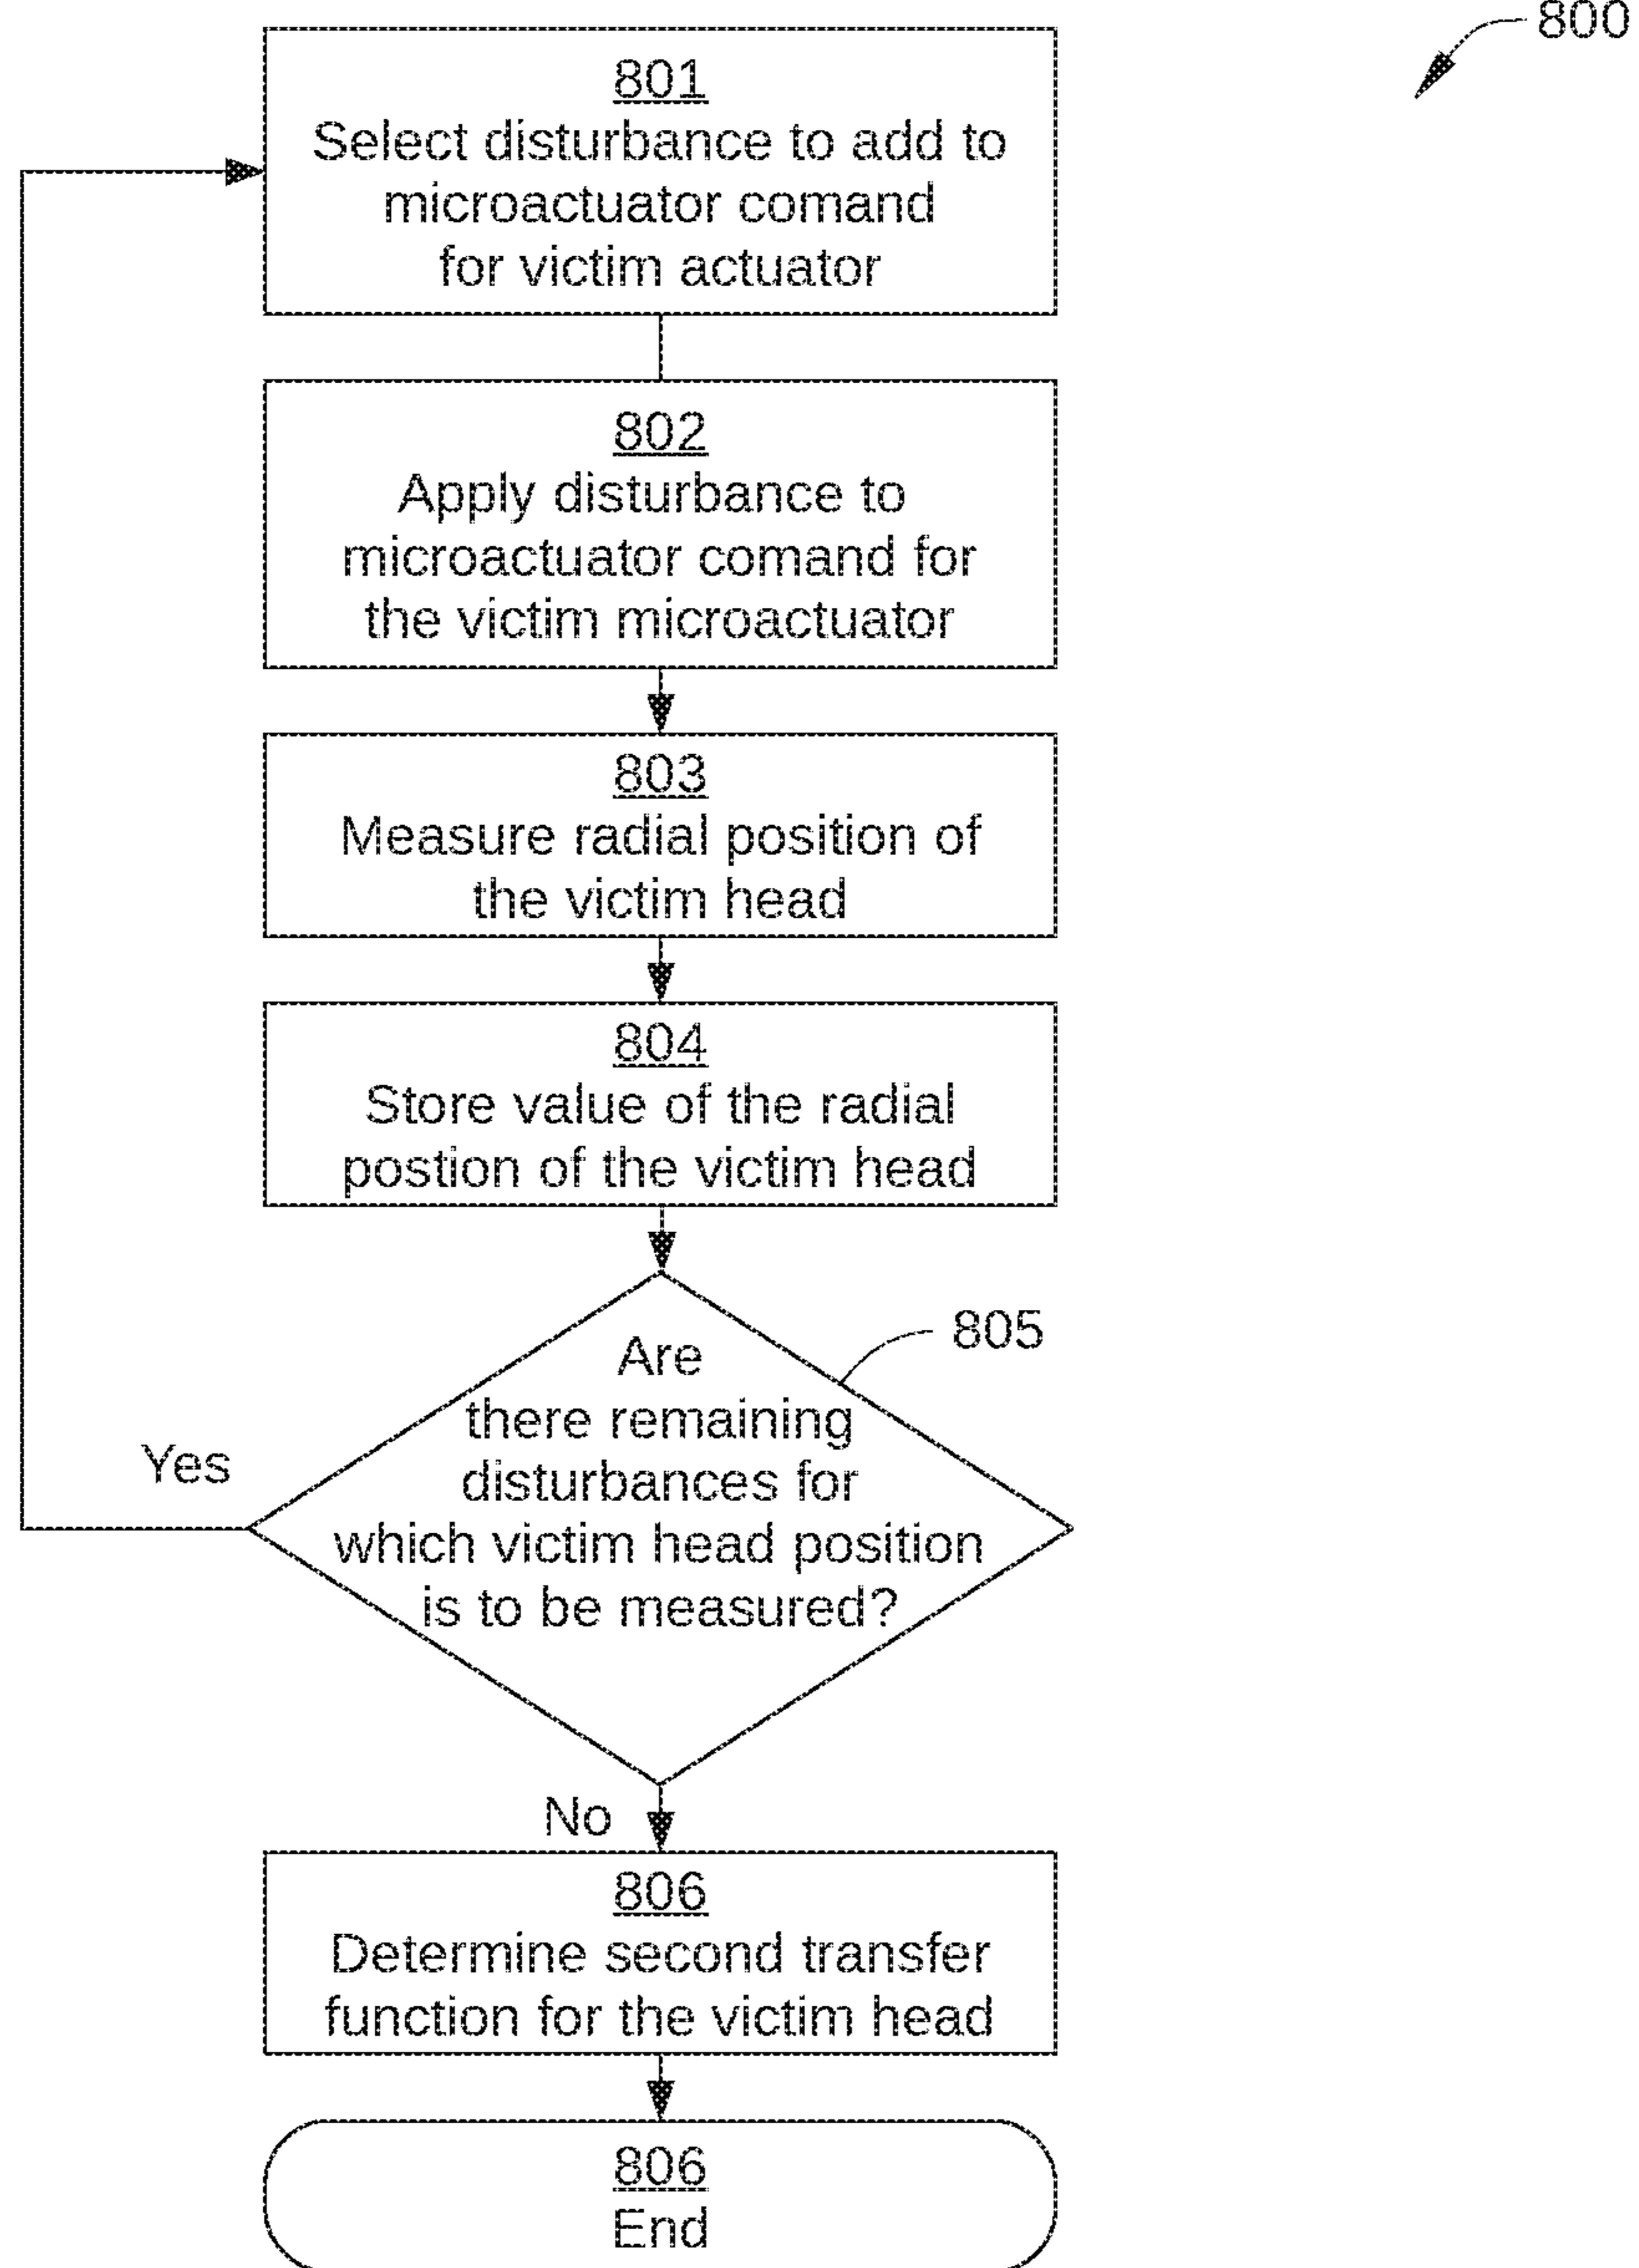 800
801
Select disturbance to add to
microactuator comand
for victim actuator
802
Apply disturbance to
microactuator comand for
the victim microactuator
803
Measure radial position of
the victim head
804
Store value of the radial
postion of the victim head
805
Are
there remaining
disturbances for
which victim head position
is to be measured?
Yes
No
806
Determine second transfer
function for the victim head
806
End